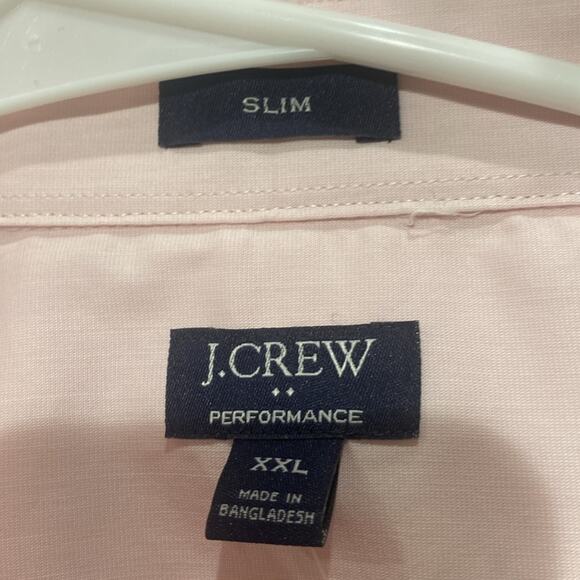 SLIM
J.CREW
PERFORMANCE
XXL
MADE IN
BANGLADESH